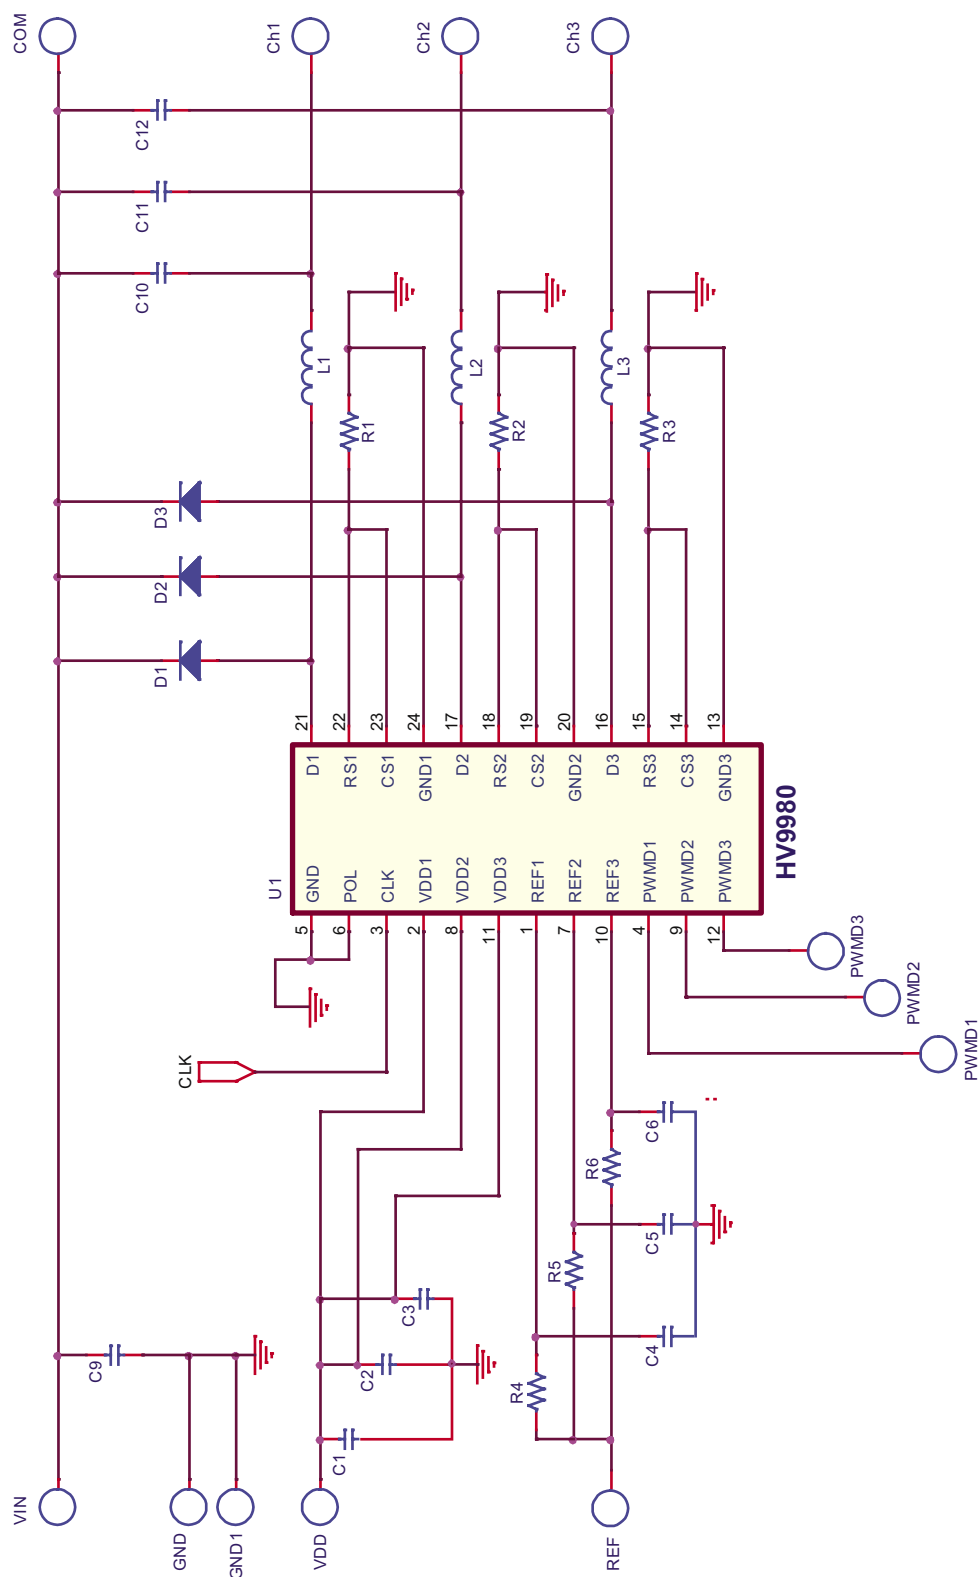 COM
Ch1
Ch2
Ch3
C12
C11
C10
L1
L2
L3
R1
R2
R3
D3
D2
D1
21
22
23
24
17
18
19
20
16
15
14
13
D1
RS1
CS1
GND1
D2
RS2
CS2
GND2
D3
RS3
CS3
GND3
HV9980
U1
GND
POL
CLK
VDD1
VDD2
VDD3
REF1
REF2
REF3
PWMD1
PWMD2
PWMD3
5
6
3
2
8
11
1
7
10
4
9
12
PWMD3
PWMD2
PWMD1
CLK
C6
R6
C5
R5
C4
R4
C3
C2
C1
C9
VIN
GND
GND1
VDD
REF